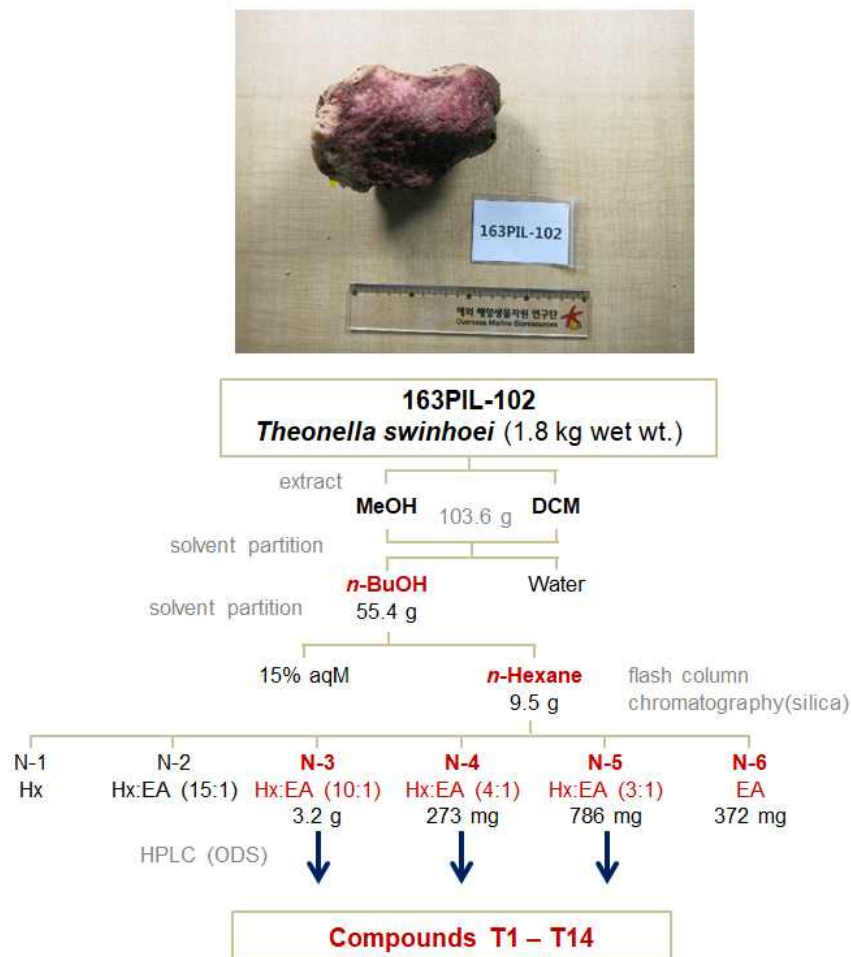 163PIL-102
해외 해양생물자원 연구단
Overseas Marine Bioresources
163PIL-102
Theonella swinhoei (1.8 kg wet wt.)
extract
MeOH 103.6 g DCM
solvent partition
n-BuOH Water
solvent partition 55.4 g
15% aqM n-Hexane flash column
9.5 g chromatography(silica)
N-1 N-2 N-3 N-4 N-5 N-6
Hx Hx:EA (15:1) Hx:EA (10:1) Hx:EA (4:1) Hx:EA (3:1) EA
3.2 g 273 mg 786 mg 372 mg
HPLC (ODS)
Compounds T1 – T14